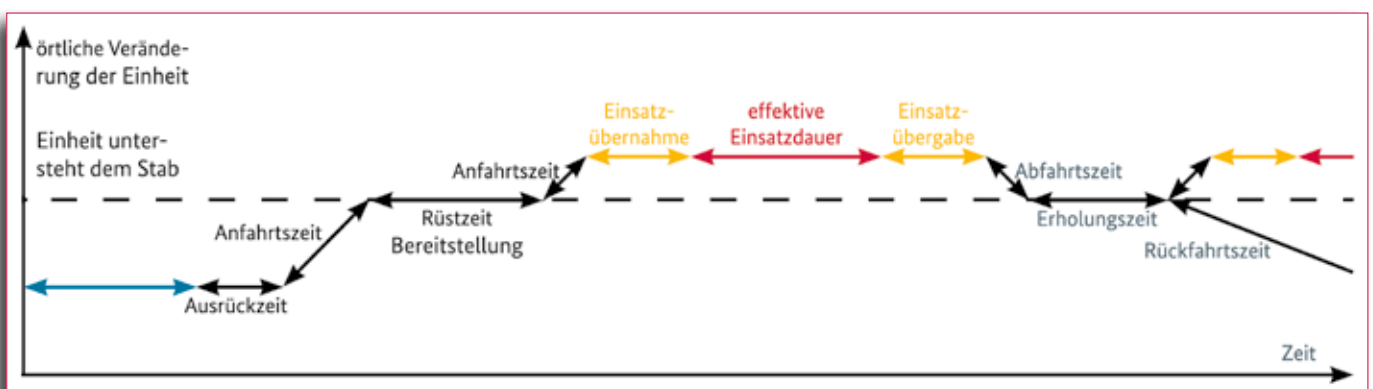 örtliche Verände-
rung der Einheit
Einheit unter-
steht dem Stab
Ausrückzeit
Anfahrtszeit
Rüstzeit
Bereitstellung
Anfahrtszeit
Einsatz-
übernahme
effektive
Einsatzdauer
Einsatz-
übergabe
Abfahrtszeit
Erholungszeit
Rückfahrtszeit
Zeit